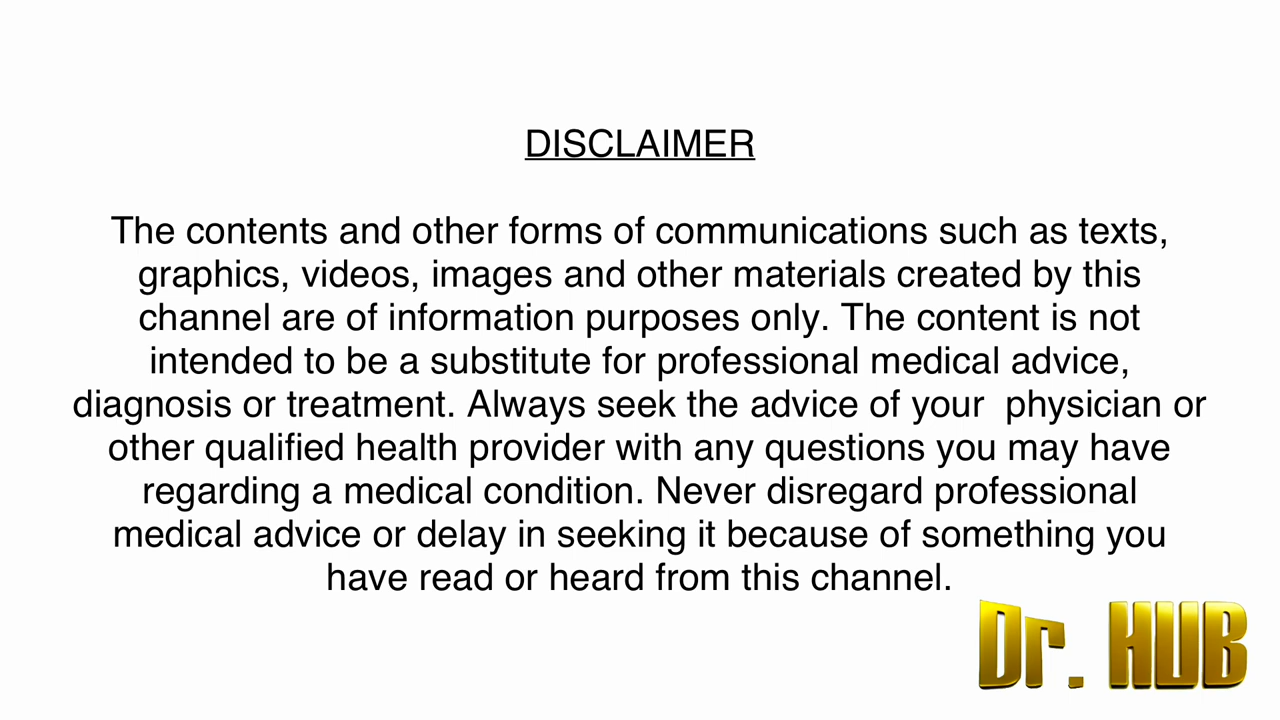 DISCLAIMER
The contents and other forms of communications such as texts,
graphics, videos, images and other materials created by this
channel are of information purposes only. The content is not
intended to be a substitute for professional medical advice,
diagnosis or treatment. Always seek the advice of your  physician or
other qualified health provider with any questions you may have
regarding a medical condition. Never disregard professional
medical advice or delay in seeking it because of something you
have read or heard from this channel.
Dr. HUB